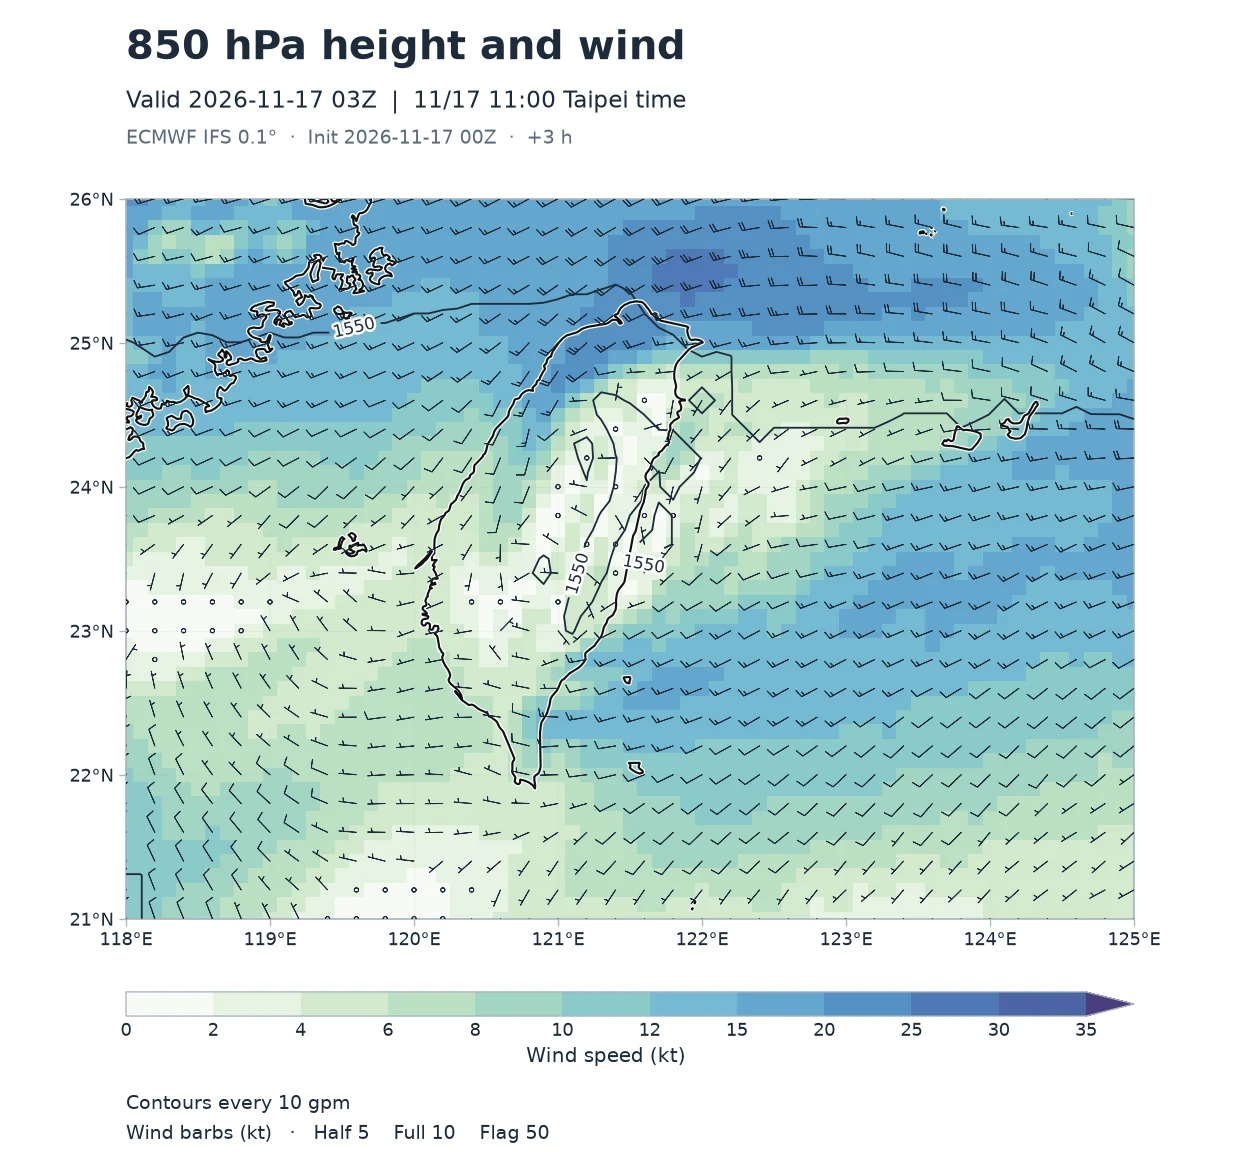 850 hPa height and wind
Valid 2026-11-17 03Z | 11/17 11:00 Taipei time
ECMWF IFS 0.1° · Init 2026-11-17 00Z · +3 h
26°N
25°N
24°N
23°N
22°N
21°N
1550
1550
1550
118°E 119°E 120°E 121°E 122°E 123°E 124°E 125°E
0 2 4 6 8 10 12 15 20 25 30 35
Wind speed (kt)
Contours every 10 gpm
Wind barbs (kt) · Half 5 Full 10 Flag 50